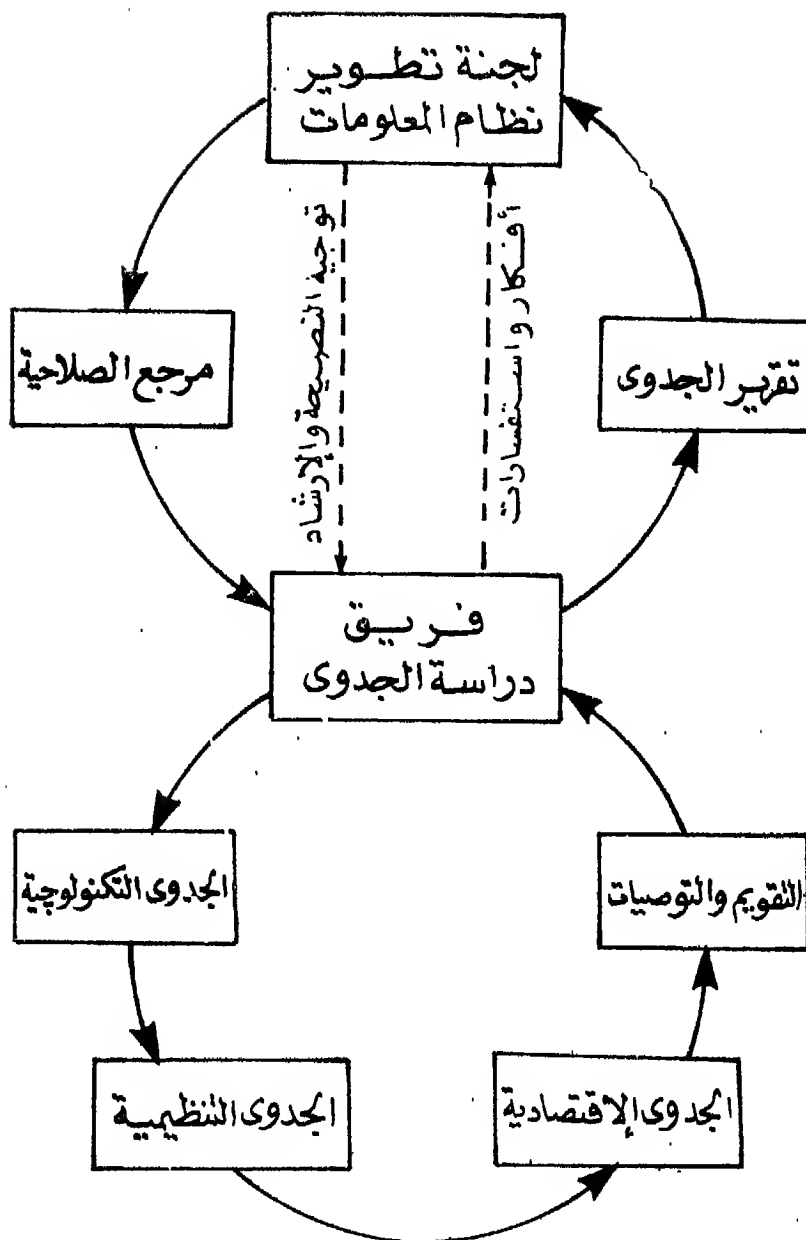 لجنة تطوير
نظام المعلومات
أفكار واستفسارات
توجيه النصيحة والإرشاد
تقرير الجدوى
مرجع الصلاحية
فريق
دراسة الجدوى
التقويم والتوصيات
الجدوى التكنولوجية
الجدوى الإقتصادية
الجدوى التنظيمية